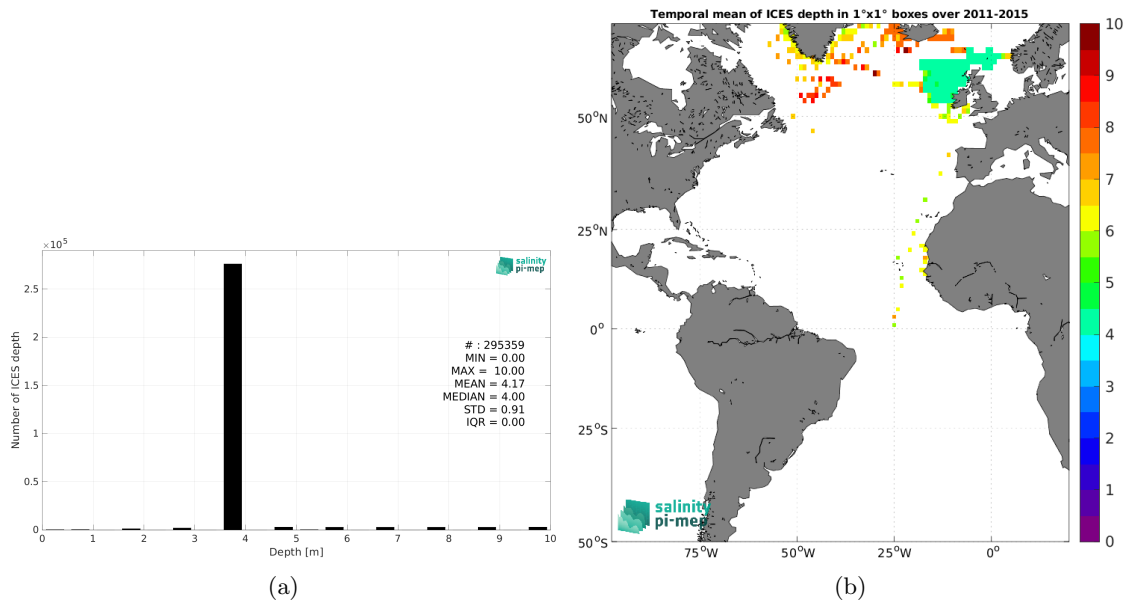 ×10⁵
2.5
2
1.5
1
0.5
0
Number of ICES depth
0 1 2 3 4 5 6 7 8 9 10
Depth [m]
salinity
pi-mep
# : 295359
MIN = 0.00
MAX = 10.00
MEAN = 4.17
MEDIAN = 4.00
STD = 0.91
IQR = 0.00
(a)
Temporal mean of ICES depth in 1°x1° boxes over 2011-2015
50°N
25°N
0°
25°S
50°S
75°W 50°W 25°W 0°
salinity
pi-mep
10
9
8
7
6
5
4
3
2
1
0
(b)